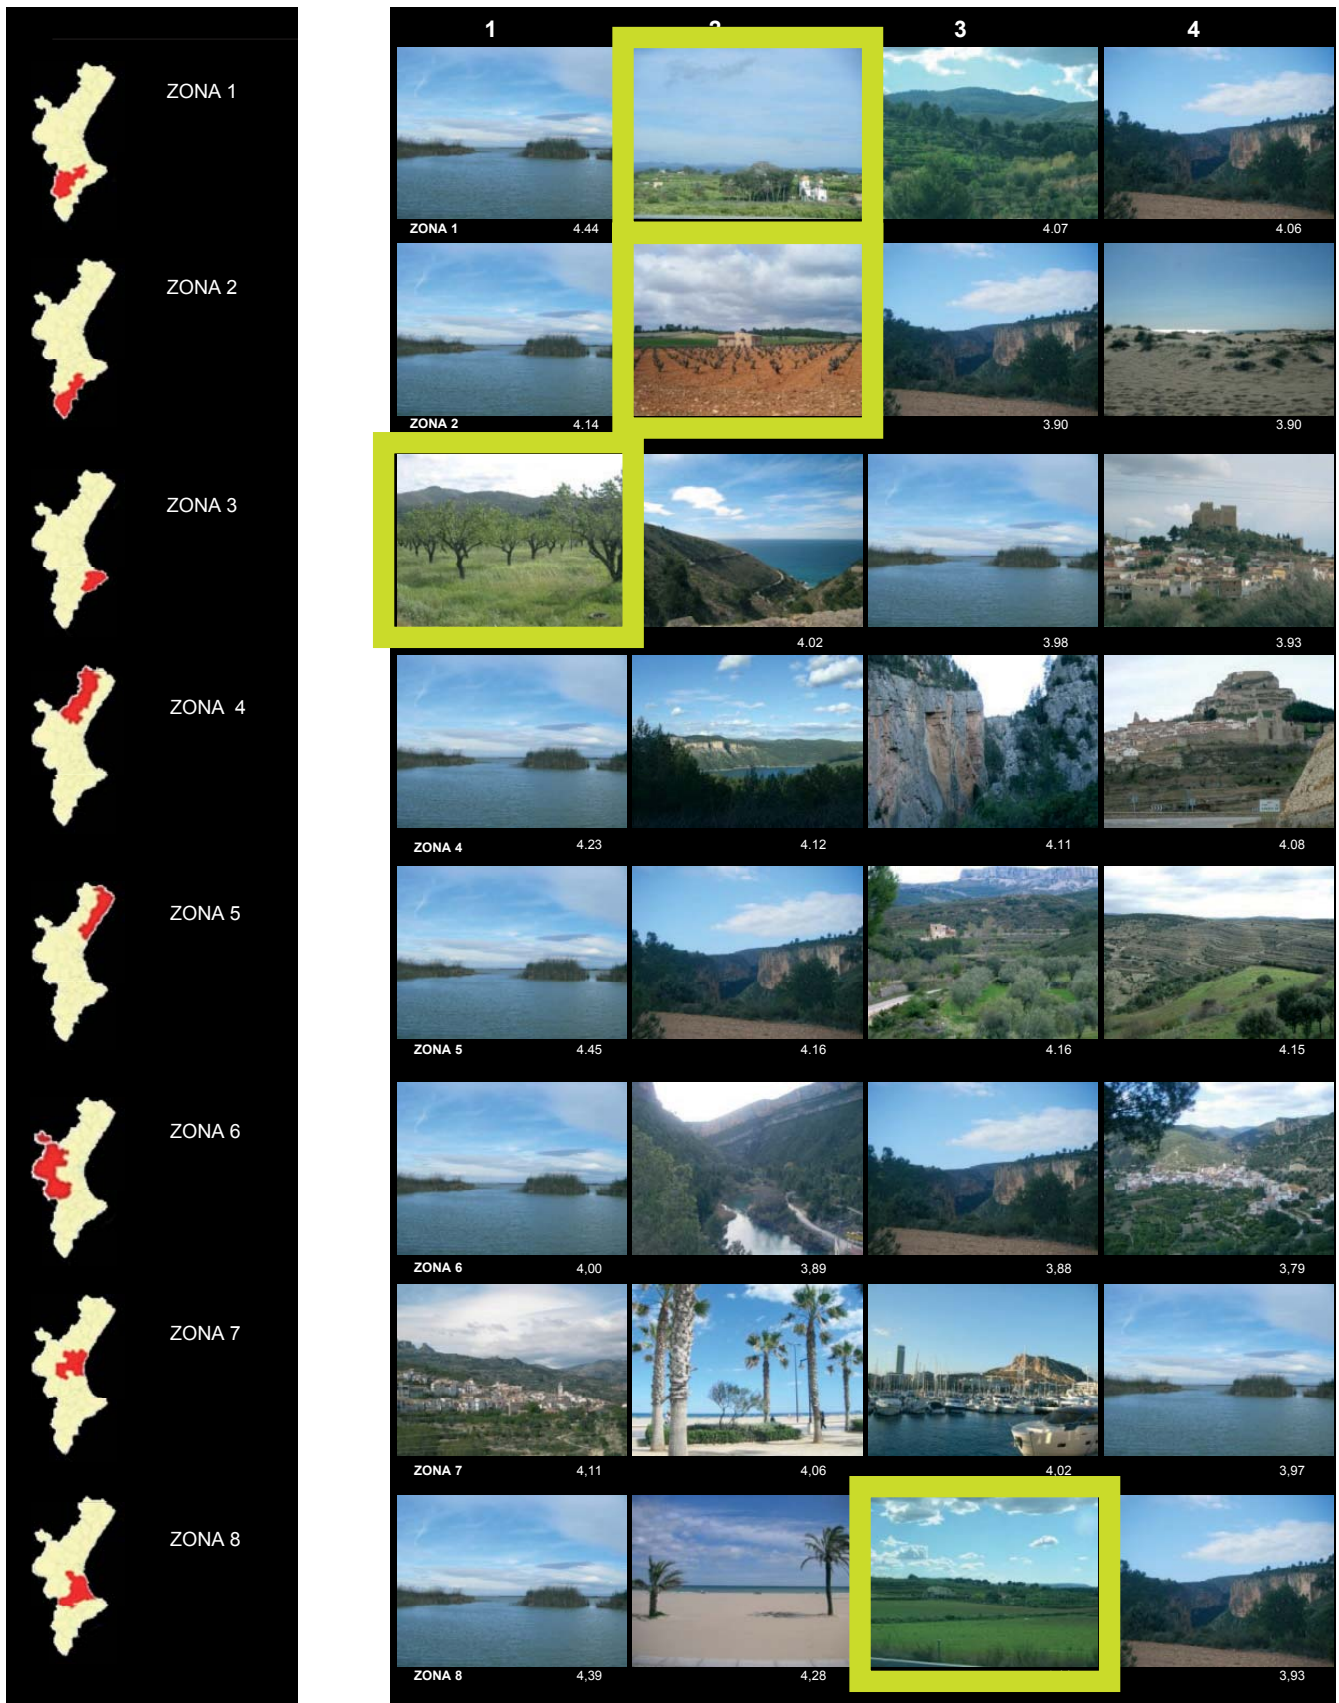 1 3 4
ZONA 1
ZONA 1 4.44 4.07 4.06
ZONA 2
ZONA 2 4.14 3.90 3.90
ZONA 3
4.02 3.98 3.93
ZONA 4
ZONA 4 4.23 4.12 4.11 4.08
ZONA 5
ZONA 5 4.45 4.16 4.16 4.15
ZONA 6
ZONA 6 4,00 3,89 3,88 3,79
ZONA 7
ZONA 7 4,11 4,06 4,02 3,97
ZONA 8
ZONA 8 4,39 4,28 3,93